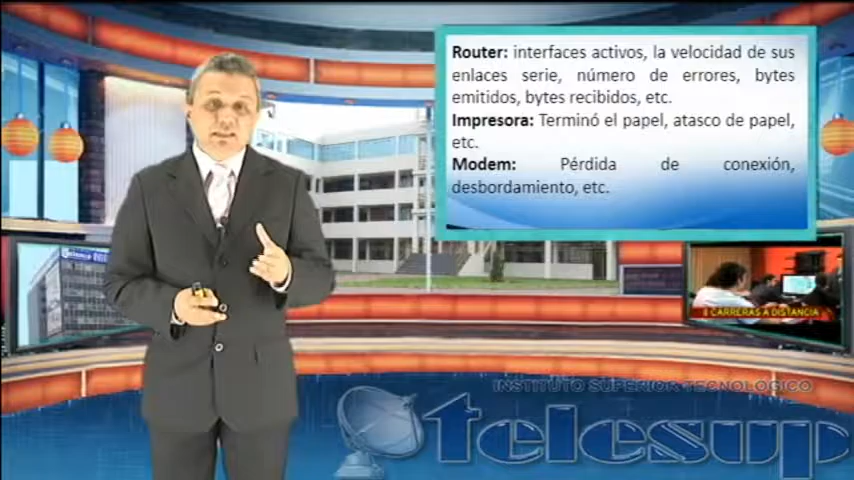 Router: interfaces activos, la velocidad de sus
enlaces serie, número de errores, bytes
emitidos, bytes recibidos, etc.
Impresora: Terminó el papel, atasco de papel,
etc.
Modem: Pérdida de conexión,
desbordamiento, etc.
CARRERAS A DISTANCIA
INSTITUTO SUPERIOR TECNOLÓGICO
telesup